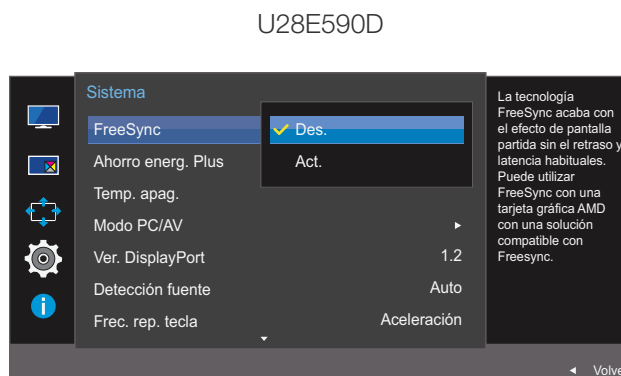 U28E590D
Sistema
FreeSync
Des.
Act.
Ahorro energ. Plus
Temp. apag.
Modo PC/AV
Ver. DisplayPort 1.2
Detección fuente Auto
Frec. rep. tecla Aceleración
La tecnología
FreeSync acaba con
el efecto de pantalla
partida sin el retraso y
latencia habituales.
Puede utilizar
FreeSync con una
tarjeta gráfica AMD
con una solución
compatible con
Freesync.
Volve